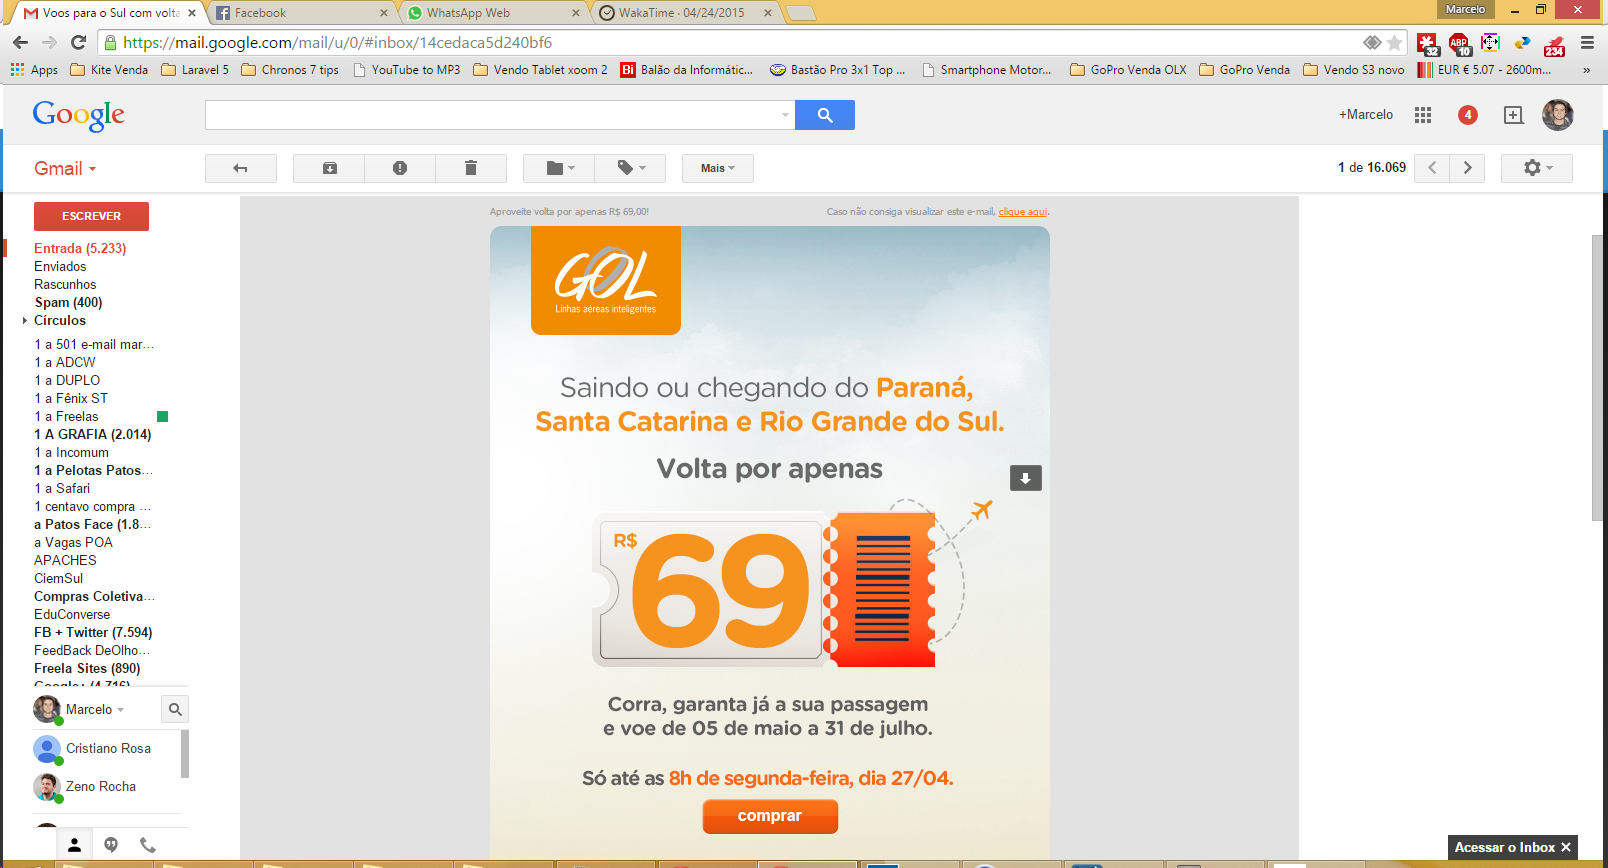 Voos para o Sul com volta
Facebook
WhatsApp Web
WakaTime - 04/24/2015
Marcelo
https://mail.google.com/mail/u/0/#inbox/14cedaca5d240bf6
32
ABP
10
234
Apps
Kite Venda
Laravel 5
Chronos 7 tips
YouTube to MP3
Vendo Tablet xoom 2
Bi
Balão da Informátic...
Bastão Pro 3x1 Top ...
Smartphone Motor...
GoPro Venda OLX
GoPro Venda
Vendo S3 novo
EUR € 5.07 - 2600m...
»
Google
+Marcelo
4
Gmail
Mais
1 de 16.069
ESCREVER
Entrada (5.233)
Enviados
Rascunhos
Spam (400)
Círculos
1 a 501 e-mail mar...
1 a ADCW
1 a DUPLO
1 a Fênix ST
1 a Freelas
1 A GRAFIA (2.014)
1 a Incomum
1 a Pelotas Patos...
1 a Safari
1 centavo compra ...
a Patos Face (1.8...
a Vagas POA
APACHES
CiemSul
Compras Coletiva...
EduConverse
FB + Twitter (7.594)
FeedBack DeOlho...
Freela Sites (890)
Google+ (4.716)
Marcelo
Cristiano Rosa
Zeno Rocha
Aproveite volta por apenas R$ 69,00!
Caso não consiga visualizar este e-mail, clique aqui.
GOL
Linhas aéreas inteligentes
Saindo ou chegando do Paraná,
Santa Catarina e Rio Grande do Sul.
Volta por apenas
R$ 69
Corra, garanta já a sua passagem
e voe de 05 de maio a 31 de julho.
Só até as 8h de segunda-feira, dia 27/04.
comprar
Acessar o Inbox